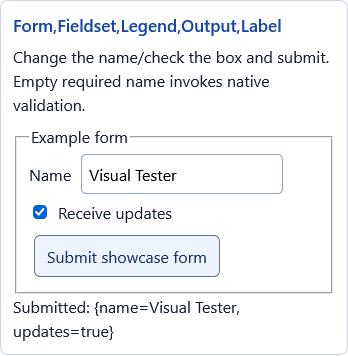 Form,Fieldset,Legend,Output,Label
Change the name/check the box and submit.
Empty required name invokes native
validation.
Example form
Name Visual Tester
Receive updates
Submit showcase form
Submitted: {name=Visual Tester,
updates=true}